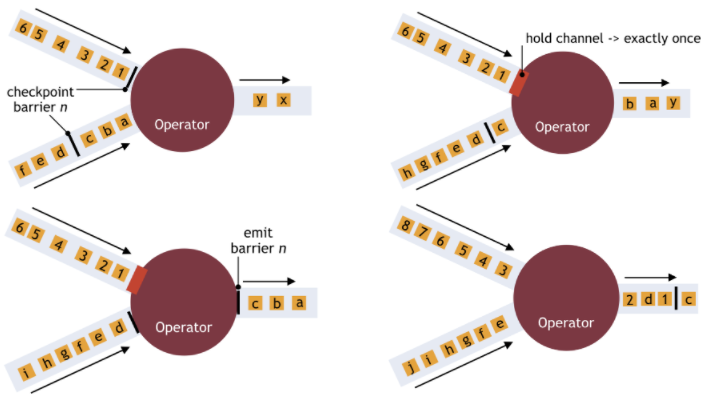 6 5 4 3 2 1
checkpoint
barrier n
f e d c b a
Operator
y x
6 5 4 3 2 1
hold channel -> exactly once
h g f e d c
Operator
b a y
6 5 4 3 2 1
i h g f e d
Operator
emit
barrier n
c b a
8 7 6 5 4 3
j i h g f e
Operator
2 d 1 c